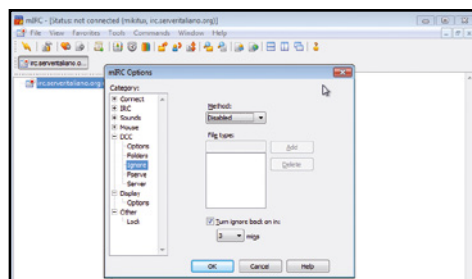 mIRC - [Status: not connected (mikitux, irc.serveritaliano.org)]
File View Favorites Tools Commands Window Help
irc.serveritaliano.o...
irc.serveritaliano.org
mIRC Options
Category:
Connect
IRC
Sounds
Mouse
DCC
Options
Folders
Ignore
Fserve
Server
Display
Options
Other
Lock
Method:
Disabled
File types:
Add
Delete
Turn ignore back on in:
3 mins
OK Cancel Help